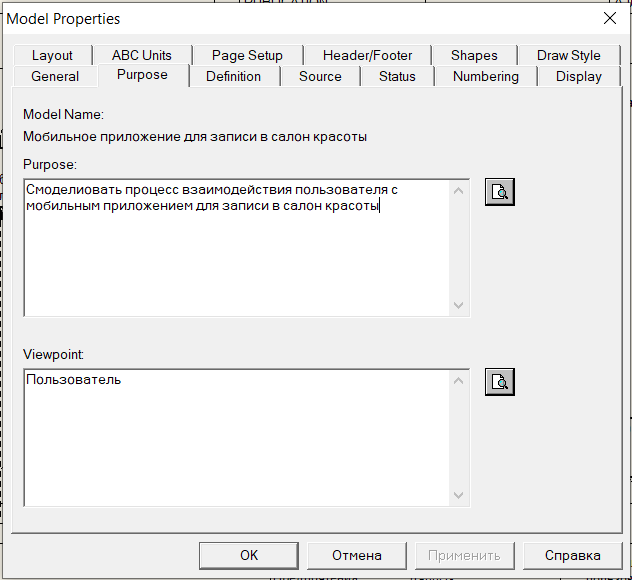 Model Properties
Layout ABC Units Page Setup Header/Footer Shapes Draw Style
General Purpose Definition Source Status Numbering Display
Model Name:
Мобильное приложение для записи в салон красоты
Purpose:
Смоделиовать процесс взаимодействия пользователя с
мобильным приложением для записи в салон красоты
Viewpoint:
Пользователь
OK Отмена Применить Справка